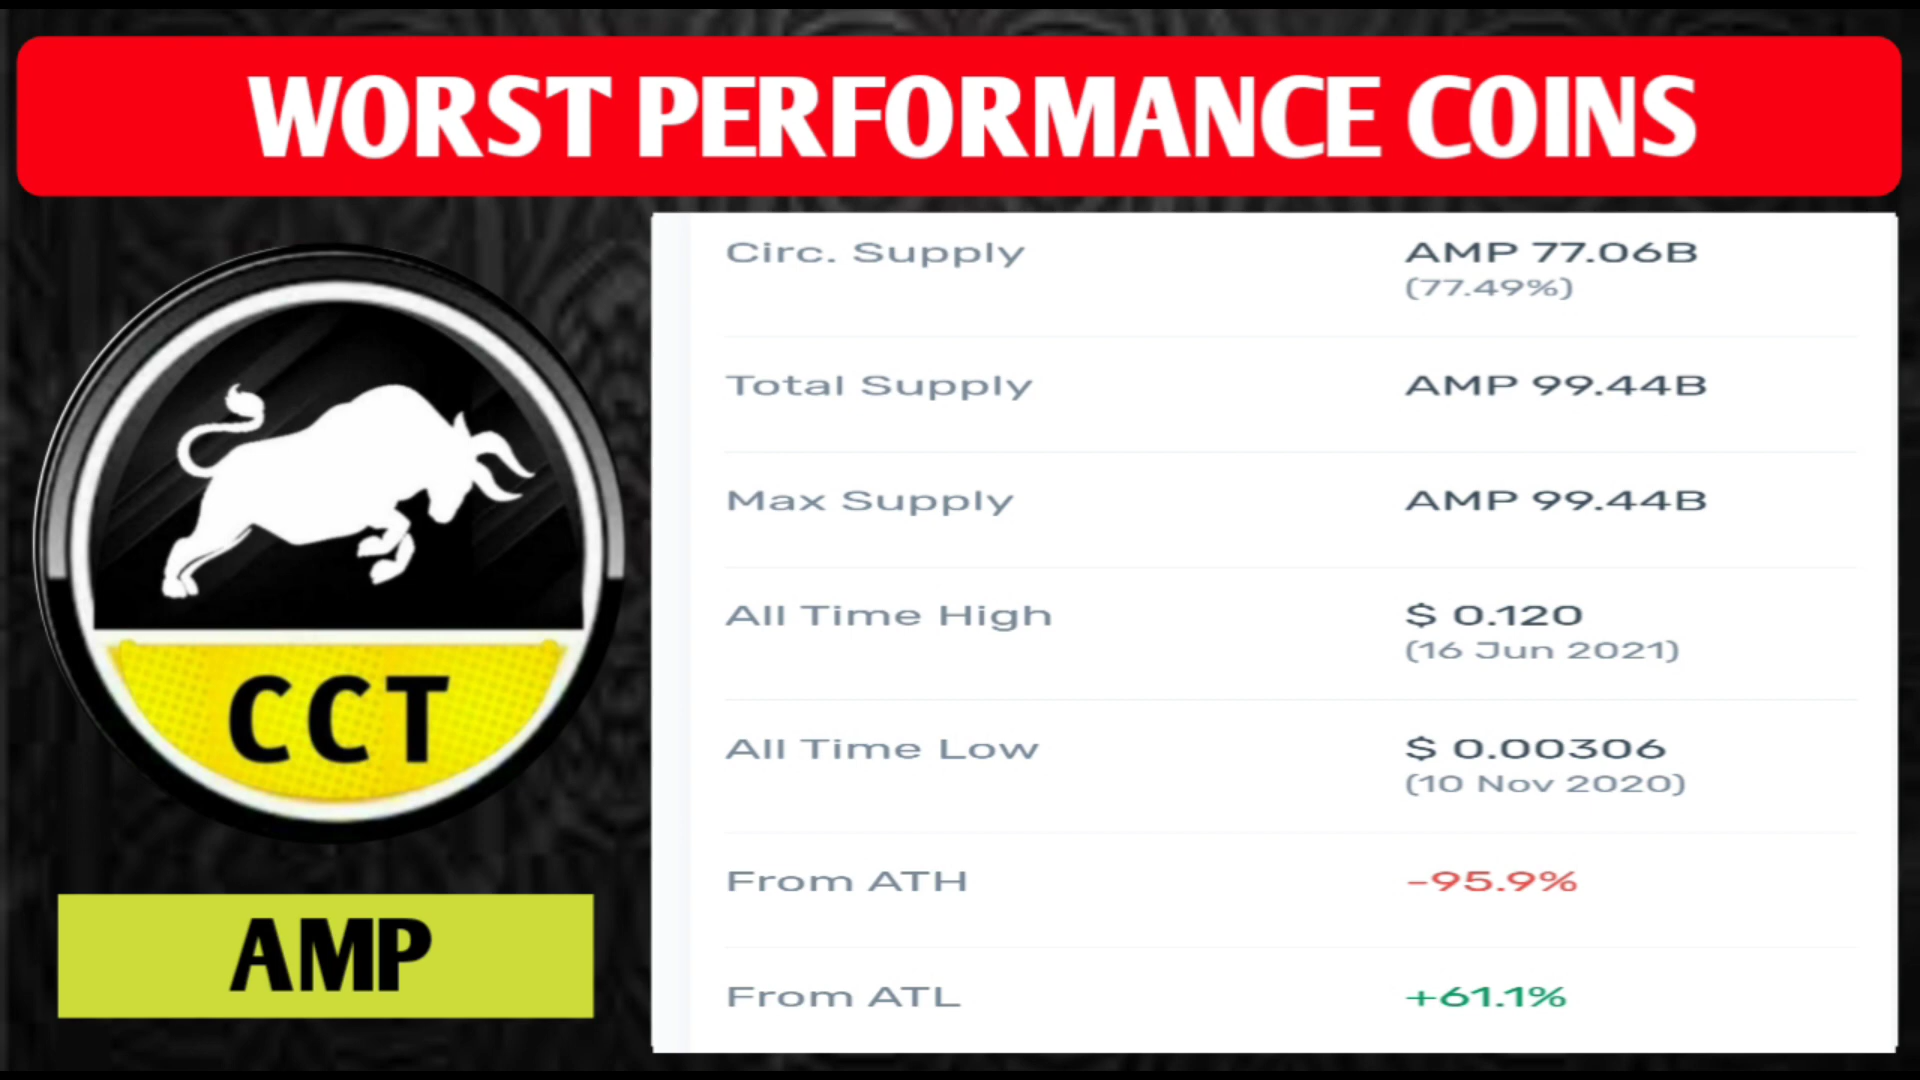 WORST PERFORMANCE COINS
CCT
AMP
Circ. Supply AMP 77.06B
(77.49%)
Total Supply AMP 99.44B
Max Supply AMP 99.44B
All Time High $ 0.120
(16 Jun 2021)
All Time Low $ 0.00306
(10 Nov 2020)
From ATH -95.9%
From ATL +61.1%